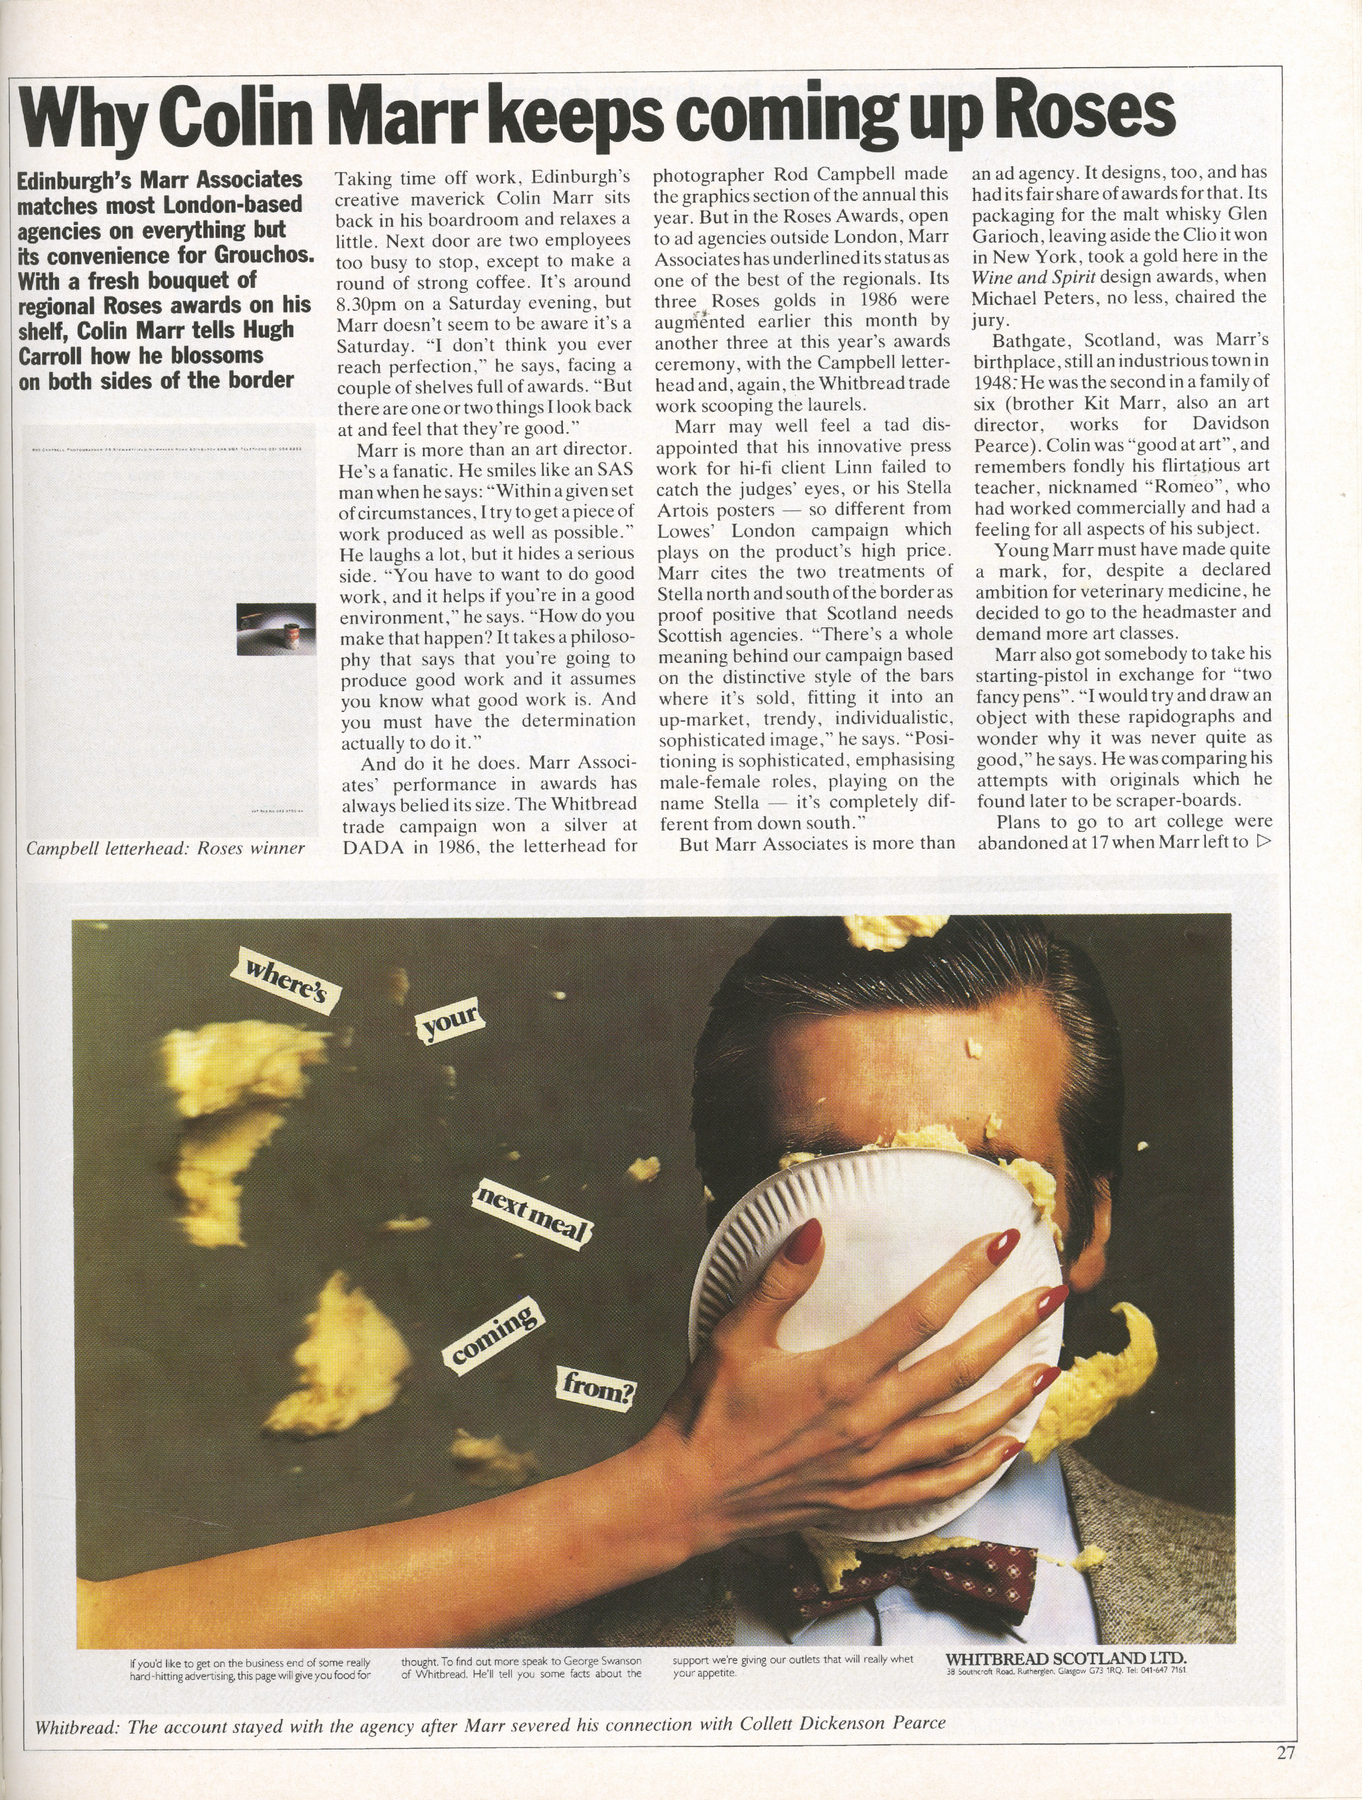 Why Colin Marr keeps coming up Roses
Edinburgh's Marr Associates
matches most London-based
agencies on everything but
its convenience for Grouchos.
With a fresh bouquet of
regional Roses awards on his
shelf, Colin Marr tells Hugh
Carroll how he blossoms
on both sides of the border
Campbell letterhead: Roses winner
Taking time off work, Edinburgh's
creative maverick Colin Marr sits
back in his boardroom and relaxes a
little. Next door are two employees
too busy to stop, except to make a
round of strong coffee. It's around
8.30pm on a Saturday evening, but
Marr doesn't seem to be aware it's a
Saturday. "I don't think you ever
reach perfection," he says, facing a
couple of shelves full of awards. "But
there are one or two things I look back
at and feel that they're good."
Marr is more than an art director.
He's a fanatic. He smiles like an SAS
man when he says: "Within a given set
of circumstances, I try to get a piece of
work produced as well as possible."
He laughs a lot, but it hides a serious
side. "You have to want to do good
work, and it helps if you're in a good
environment," he says. "How do you
make that happen? It takes a philoso-
phy that says that you're going to
produce good work and it assumes
you know what good work is. And
you must have the determination
actually to do it."
And do it he does. Marr Associ-
ates' performance in awards has
always belied its size. The Whitbread
trade campaign won a silver at
DADA in 1986, the letterhead for
photographer Rod Campbell made
the graphics section of the annual this
year. But in the Roses Awards, open
to ad agencies outside London, Marr
Associates has underlined its status as
one of the best of the regionals. Its
three Roses golds in 1986 were
augmented earlier this month by
another three at this year's awards
ceremony, with the Campbell letter-
head and, again, the Whitbread trade
work scooping the laurels.
Marr may well feel a tad dis-
appointed that his innovative press
work for hi-fi client Linn failed to
catch the judges' eyes, or his Stella
Artois posters — so different from
Lowes' London campaign which
plays on the product's high price.
Marr cites the two treatments of
Stella north and south of the border as
proof positive that Scotland needs
Scottish agencies. "There's a whole
meaning behind our campaign based
on the distinctive style of the bars
where it's sold, fitting it into an
up-market, trendy, individualistic,
sophisticated image," he says. "Posi-
tioning is sophisticated, emphasising
male-female roles, playing on the
name Stella — it's completely dif-
ferent from down south."
But Marr Associates is more than
an ad agency. It designs, too, and has
had its fair share of awards for that. Its
packaging for the malt whisky Glen
Garioch, leaving aside the Clio it won
in New York, took a gold here in the
Wine and Spirit design awards, when
Michael Peters, no less, chaired the
jury.
Bathgate, Scotland, was Marr's
birthplace, still an industrious town in
1948. He was the second in a family of
six (brother Kit Marr, also an art
director, works for Davidson
Pearce). Colin was "good at art", and
remembers fondly his flirtatious art
teacher, nicknamed "Romeo", who
had worked commercially and had a
feeling for all aspects of his subject.
Young Marr must have made quite
a mark, for, despite a declared
ambition for veterinary medicine, he
decided to go to the headmaster and
demand more art classes.
Marr also got somebody to take his
starting-pistol in exchange for "two
fancy pens". "I would try and draw an
object with these rapidographs and
wonder why it was never quite as
good," he says. He was comparing his
attempts with originals which he
found later to be scraper-boards.
Plans to go to art college were
abandoned at 17 when Marr left to ▷
where's
your
next meal
coming
from?
If you'd like to get on the business end of some really
hard-hitting advertising, this page will give you food for
thought. To find out more speak to George Swanson
of Whitbread. He'll tell you some facts about the
support we're giving our outlets that will really whet
your appetite.
WHITBREAD SCOTLAND LTD.
38 Southcroft Road, Rutherglen, Glasgow G73 1RQ. Tel: 041-647 7161
Whitbread: The account stayed with the agency after Marr severed his connection with Collett Dickenson Pearce
27